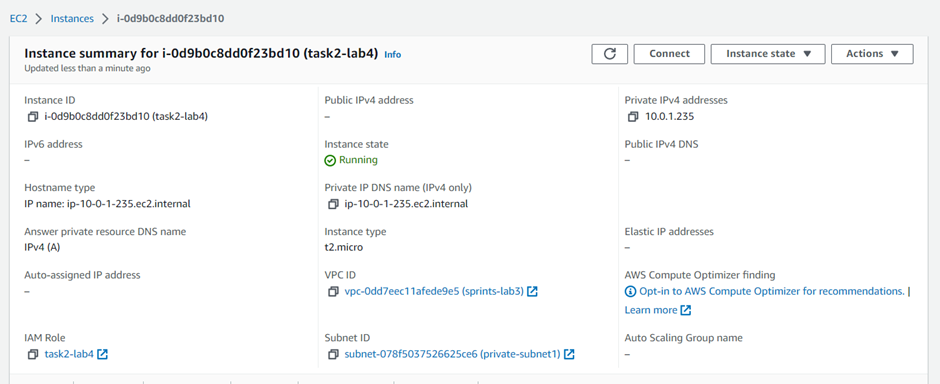 EC2 > Instances > i-0d9b0c8dd0f23bd10
Instance summary for i-0d9b0c8dd0f23bd10 (task2-lab4) Info
Updated less than a minute ago
Connect
Instance state
Actions
Instance ID
i-0d9b0c8dd0f23bd10 (task2-lab4)
Public IPv4 address
–
Private IPv4 addresses
10.0.1.235
IPv6 address
–
Instance state
Running
Public IPv4 DNS
–
Hostname type
IP name: ip-10-0-1-235.ec2.internal
Private IP DNS name (IPv4 only)
ip-10-0-1-235.ec2.internal
Answer private resource DNS name
IPv4 (A)
Instance type
t2.micro
Elastic IP addresses
–
Auto-assigned IP address
–
VPC ID
vpc-0dd7eec11afede9e5 (sprints-lab3)
AWS Compute Optimizer finding
Opt-in to AWS Compute Optimizer for recommendations. |
Learn more
IAM Role
task2-lab4
Subnet ID
subnet-078f5037526625ce6 (private-subnet1)
Auto Scaling Group name
–